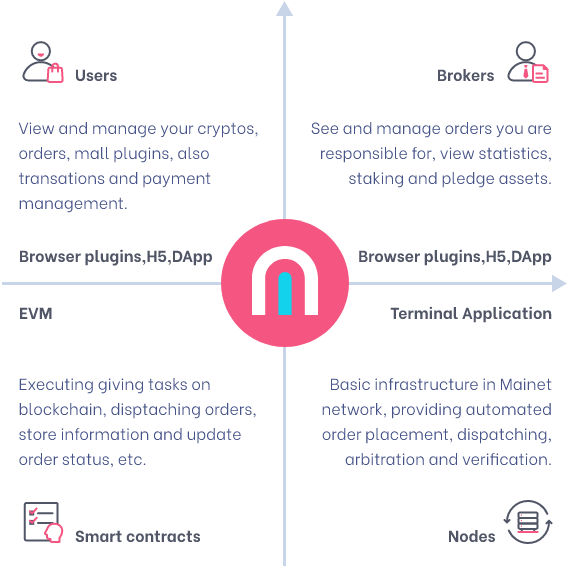 Users
View and manage your cryptos,
orders, mall plugins, also
transations and payment
management.
Browser plugins,H5,DApp
Brokers
See and manage orders you are
responsible for, view statistics,
staking and pledge assets.
Browser plugins,H5,DApp
EVM
Executing giving tasks on
blockchain, disptaching orders,
store information and update
order status, etc.
Smart contracts
Terminal Application
Basic infrastructure in Mainet
network, providing automated
order placement, dispatching,
arbitration and verification.
Nodes